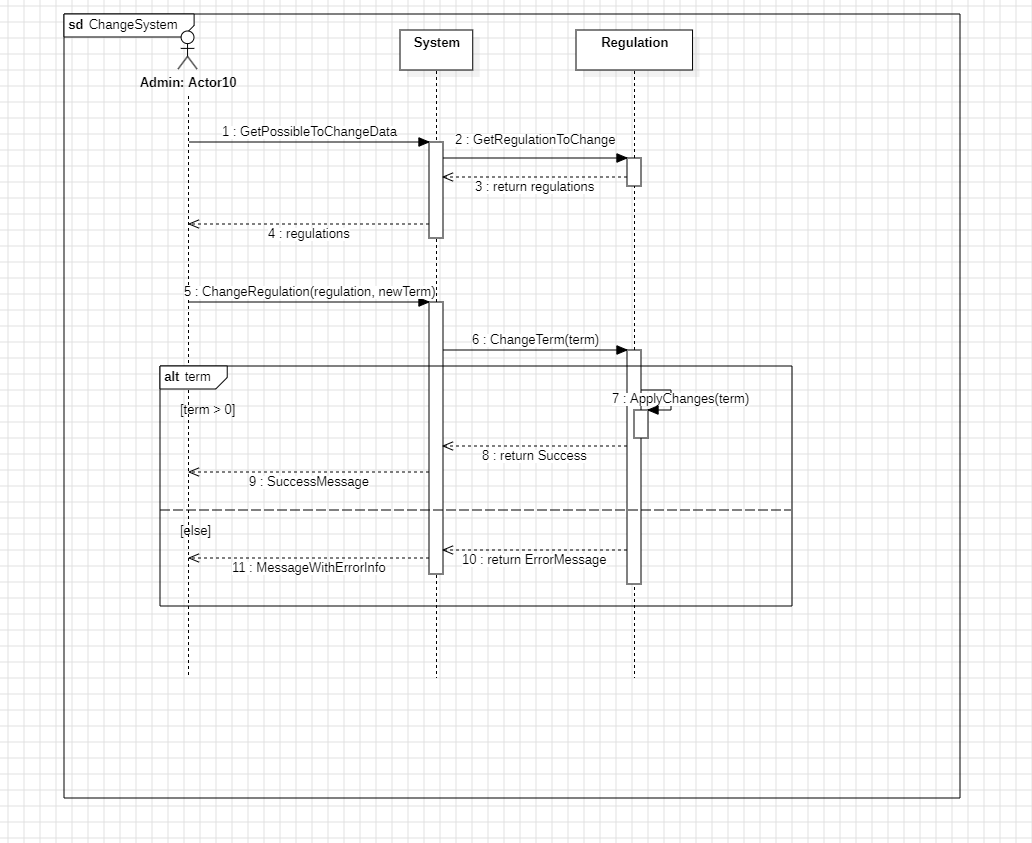 sd ChangeSystem
System
Regulation
Admin: Actor10
1 : GetPossibleToChangeData
2 : GetRegulationToChange
3 : return regulations
4 : regulations
5 : ChangeRegulation(regulation, newTerm)
6 : ChangeTerm(term)
alt term
7 : ApplyChanges(term)
[term > 0]
8 : return Success
9 : SuccessMessage
[else]
10 : return ErrorMessage
11 : MessageWithErrorInfo